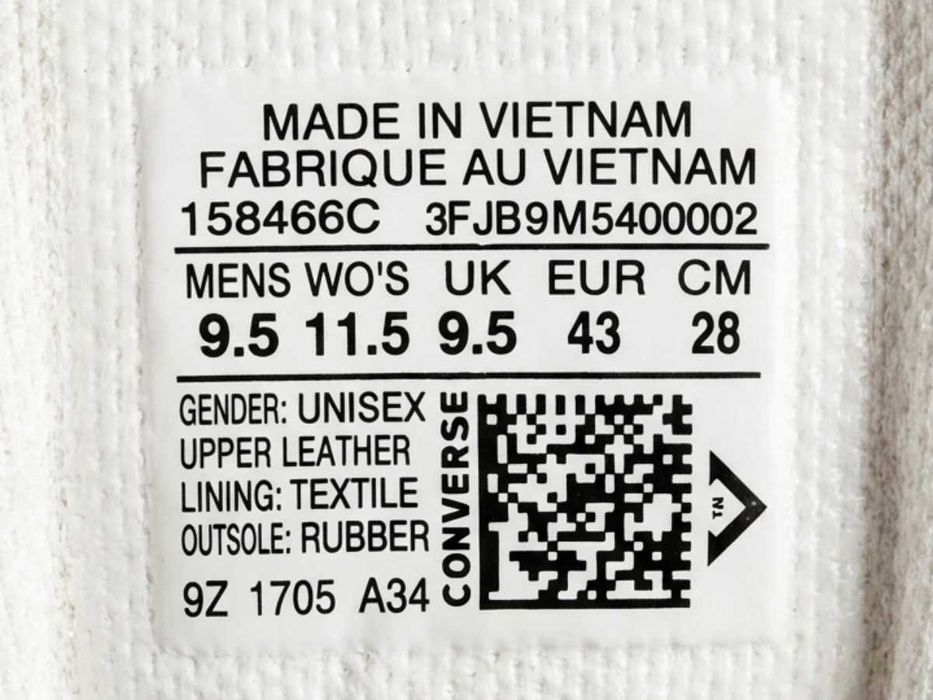 MADE IN VIETNAM
FABRIQUE AU VIETNAM
158466C 3FJB9M5400002
MENS WO'S UK EUR CM
9.5 11.5 9.5 43 28
GENDER: UNISEX
UPPER LEATHER
LINING: TEXTILE
OUTSOLE: RUBBER
9Z 1705 A34
CONVERSE
TN